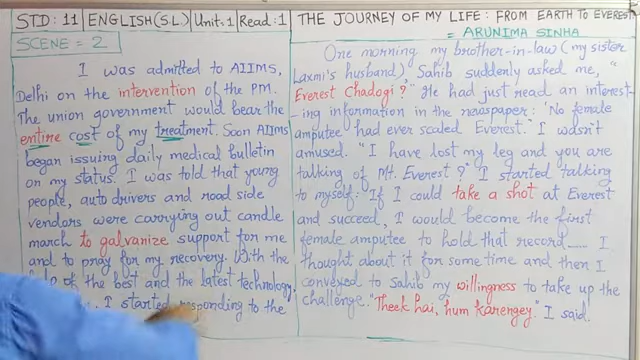 STD: 11 | ENGLISH (S.L.) | Unit: 1 | Read: 1
THE JOURNEY OF MY LIFE: FROM EARTH TO EVEREST
= ARUNIMA SINHA
SCENE = 2
I was admitted to AIIMS,
Delhi on the intervention of the PM.
The union government would bear the
entire cost of my treatment. Soon AIIMS
began issuing daily medical bulletin
on my status. I was told that young
people, auto drivers and road side
vendors were carrying out candle
march to galvanize support for me
and to pray for my recovery. With the
of the best and the latest technology,
I started responding to the
One morning my brother-in-law (my sister
Laxmi's husband) Sahib suddenly asked me, "
Everest Chadogi?" He had just read an interest-
-ing information in the newspaper: 'No female
amputee had ever scaled Everest.' I wasn't
amused. "I have lost my leg and you are
talking of Mt. Everest?" I started talking
to myself. 'If I could take a shot at Everest
and succeed, I would become the first
female amputee to hold that record...... I
thought about it for some time and then I
conveyed to Sahib my willingness to take up the
challenge. "Theek hai, hum karengey." I said.